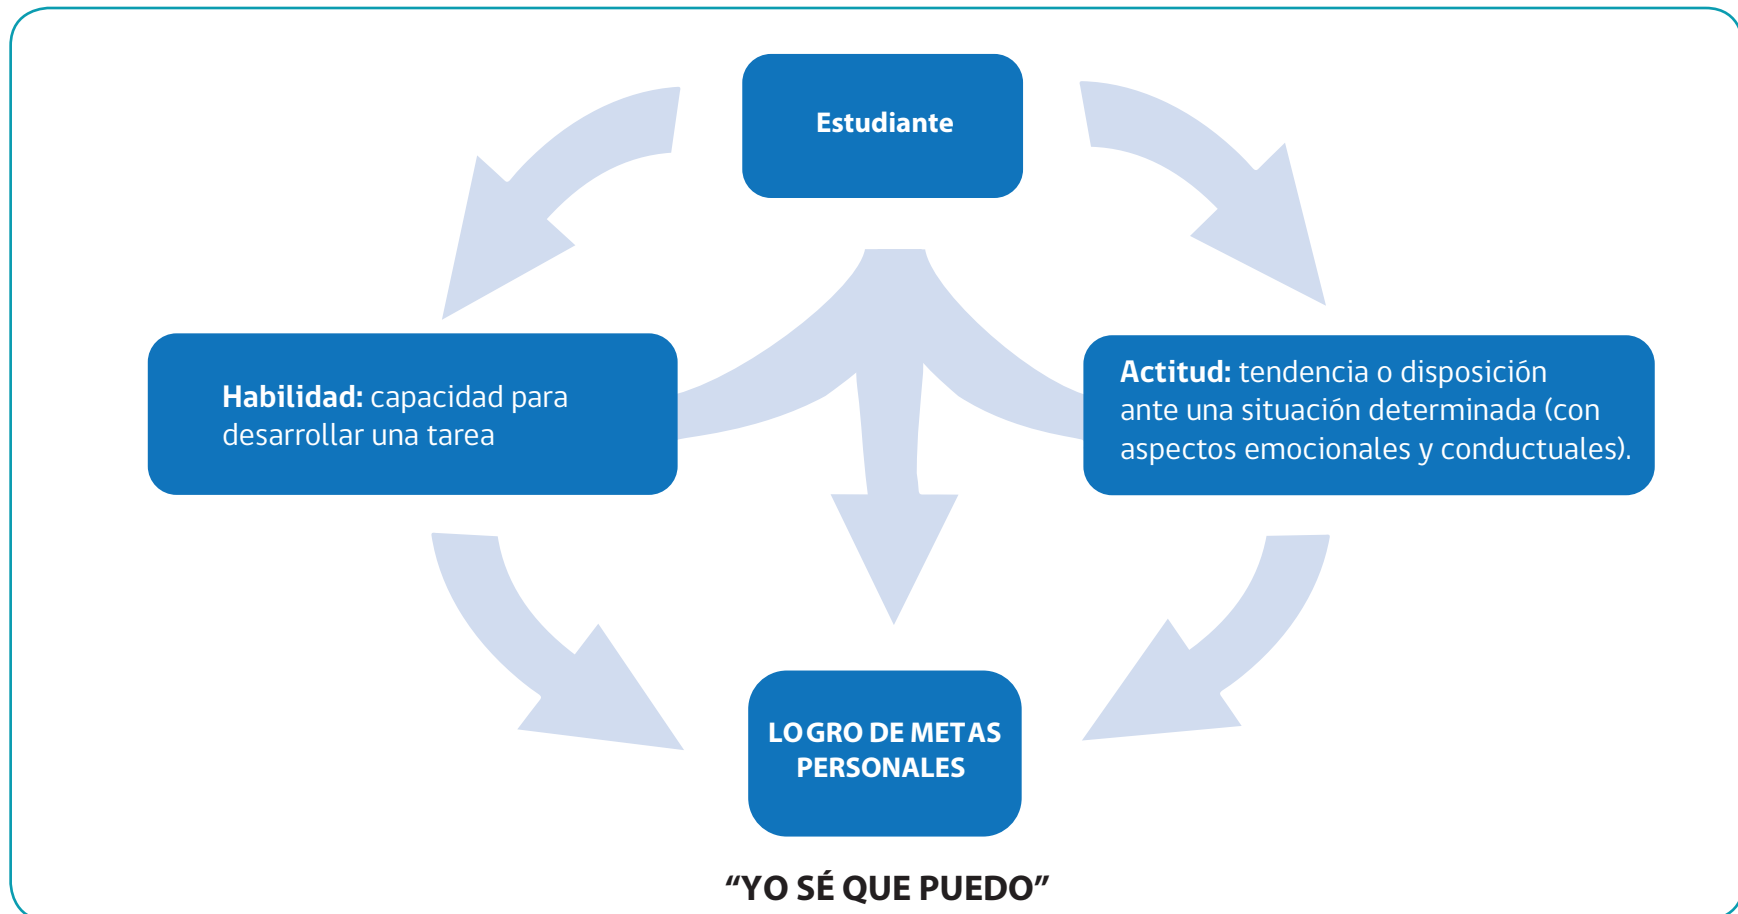 Estudiante
Habilidad: capacidad para
desarrollar una tarea
Actitud: tendencia o disposición
ante una situación determinada (con
aspectos emocionales y conductuales).
LOGRO DE METAS
PERSONALES
“YO SÉ QUE PUEDO”